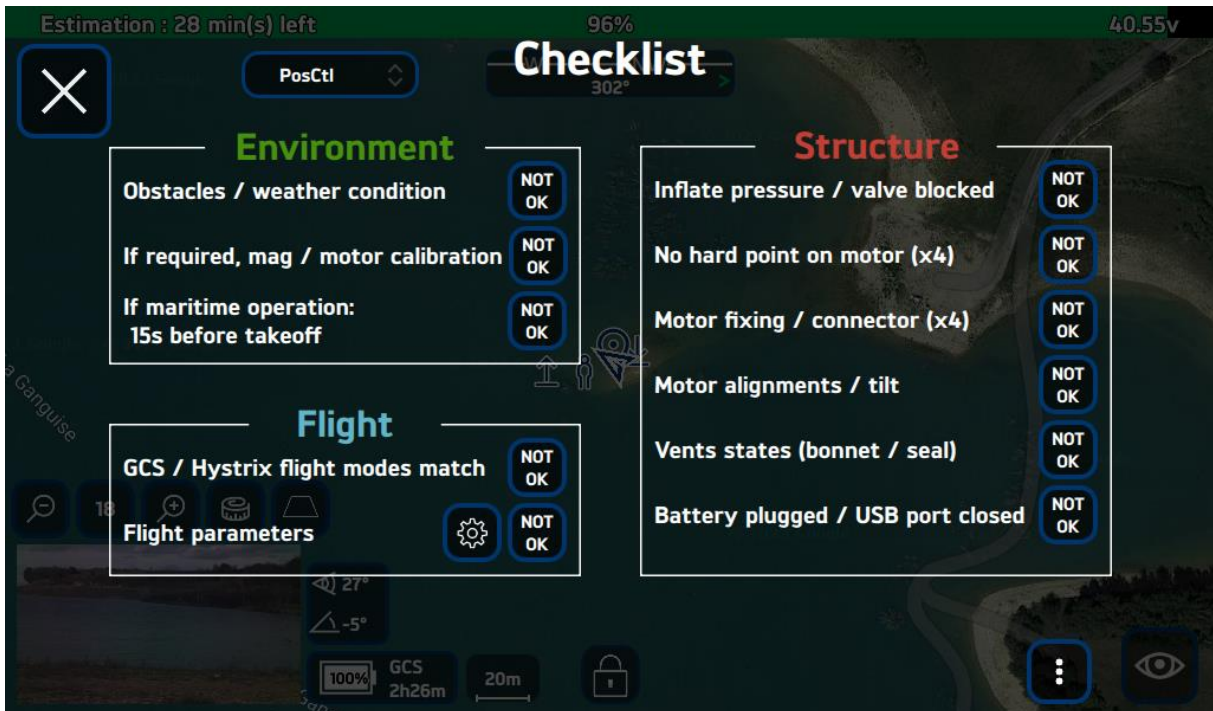 Estimation : 28 min(s) left
96%
40.55v
Checklist
PosCtl
302°
Environment
Obstacles / weather condition
NOT
OK
If required, mag / motor calibration
NOT
OK
If maritime operation:
15s before takeoff
NOT
OK
Flight
GCS / Hystrix flight modes match
NOT
OK
Flight parameters
NOT
OK
Structure
Inflate pressure / valve blocked
NOT
OK
No hard point on motor (x4)
NOT
OK
Motor fixing / connector (x4)
NOT
OK
Motor alignments / tilt
NOT
OK
Vents states (bonnet / seal)
NOT
OK
Battery plugged / USB port closed
NOT
OK
a Ganguise
18
27°
-5°
100%
GCS
2h26m
20m